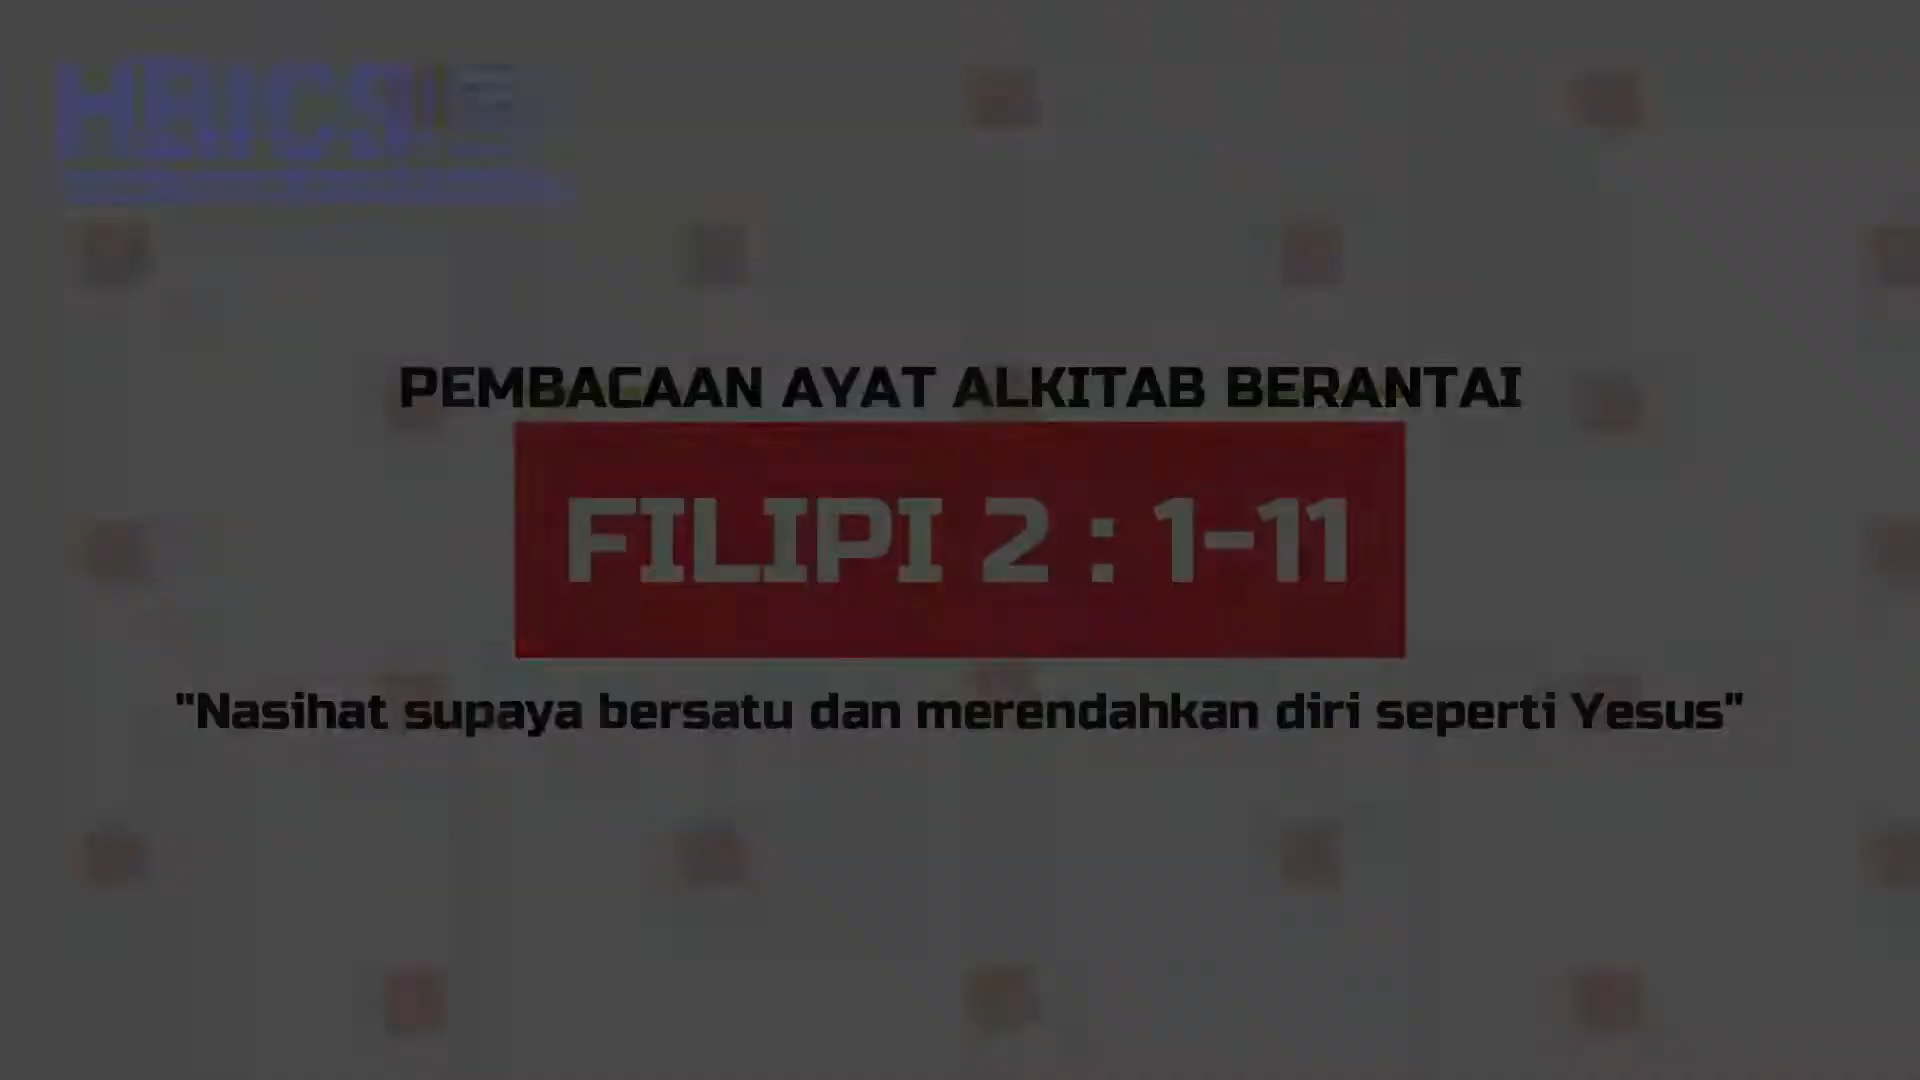 PEMBACAAN AYAT ALKITAB BERANTAI
FILIPI 2 : 1-11
"Nasihat supaya bersatu dan merendahkan diri seperti Yesus"